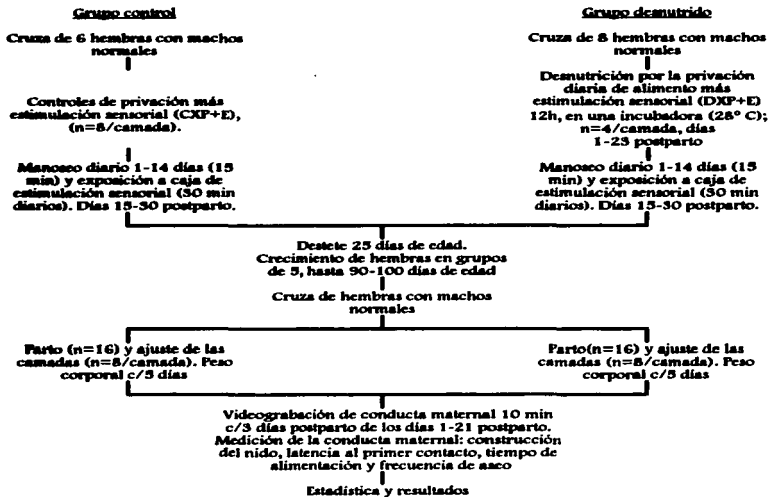 Grupo control
Cruza de 6 hembras con machos
normales
Controles de privación más
estimulación sensorial (CXP+E),
(n=8/camada).
Manoseo diario 1-14 días (15
min) y exposición a caja de
estimulación sensorial (30 min
diarios). Días 15-30 postparto.
Grupo desnutrido
Cruza de 8 hembras con machos
normales
Desnutrición por la privación
diaria de alimento más
estimulación sensorial (DXP+E)
12h, en una incubadora (28° C);
n=4/camada, días
1-23 postparto
Manoseo diario 1-14 días (15
min) y exposición a caja de
estimulación sensorial (30 min
diarios). Días 15-30 postparto.
Destete 25 días de edad.
Crecimiento de hembras en grupos
de 5, hasta 90-100 días de edad
Cruza de hembras con machos
normales
Parto (n=16) y ajuste de las
camadas (n=8/camada). Peso
corporal c/5 días
Parto(n=16) y ajuste de las
camadas (n=8/camada). Peso
corporal c/5 días
Videograbación de conducta maternal 10 min
c/3 días postparto de los días 1-21 postparto.
Medición de la conducta maternal: construcción
del nido, latencia al primer contacto, tiempo de
alimentación y frecuencia de aseo
Estadística y resultados